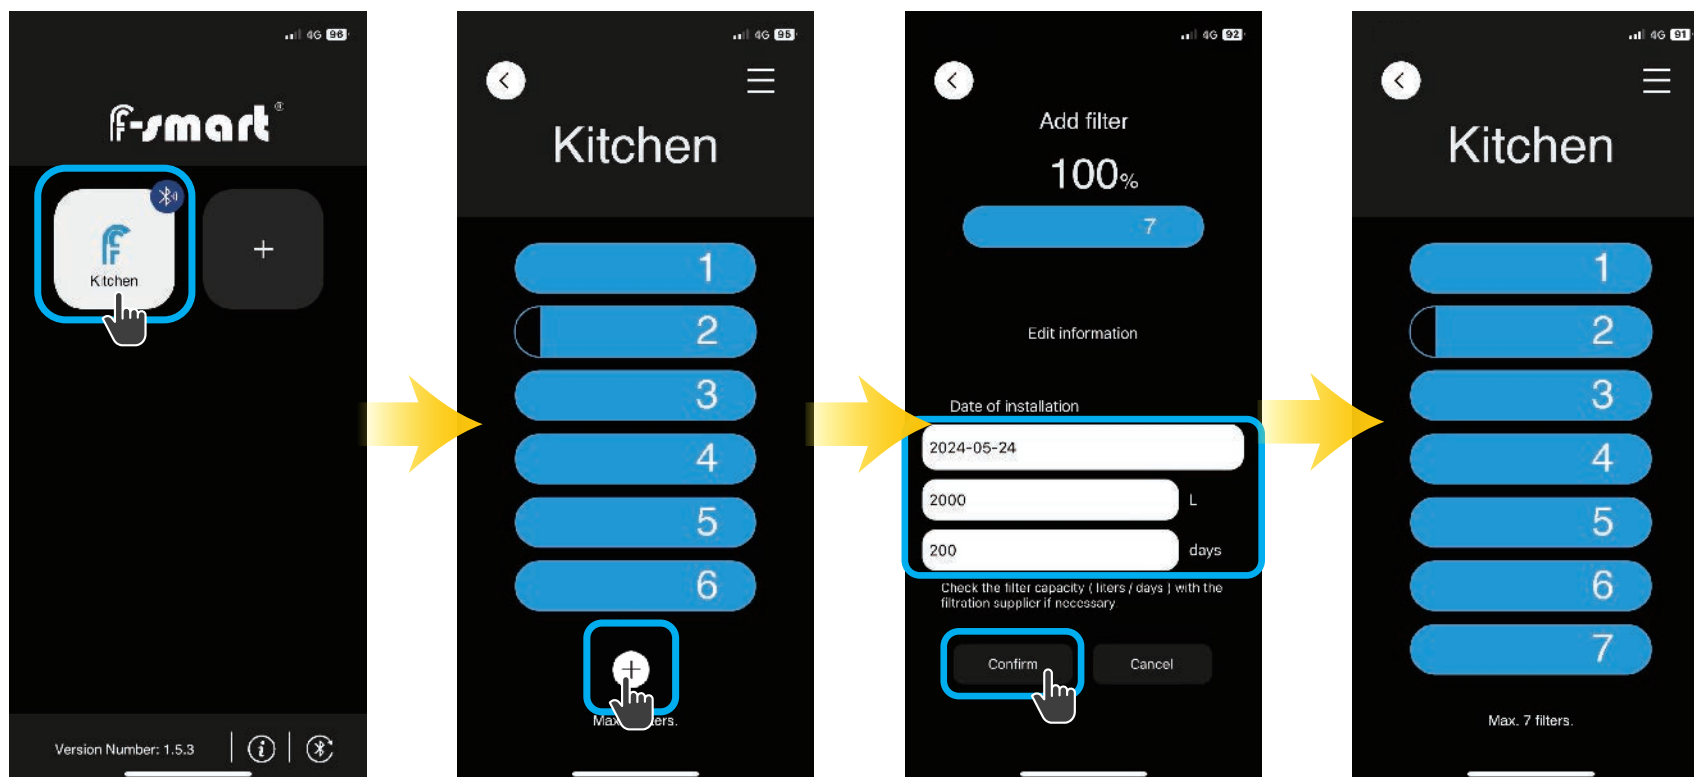 4G 96
f-smart®
Kitchen
+
Version Number: 1.5.3
4G 95
Kitchen
1
2
3
4
5
6
+
4G 92
Add filter
100%
7
Edit information
Date of installation
2024-05-24
2000 L
200 days
Check the filter capacity ( liters / days ) with the
filtration supplier if necessary.
Confirm Cancel
4G 91
Kitchen
1
2
3
4
5
6
7
Max. 7 filters.